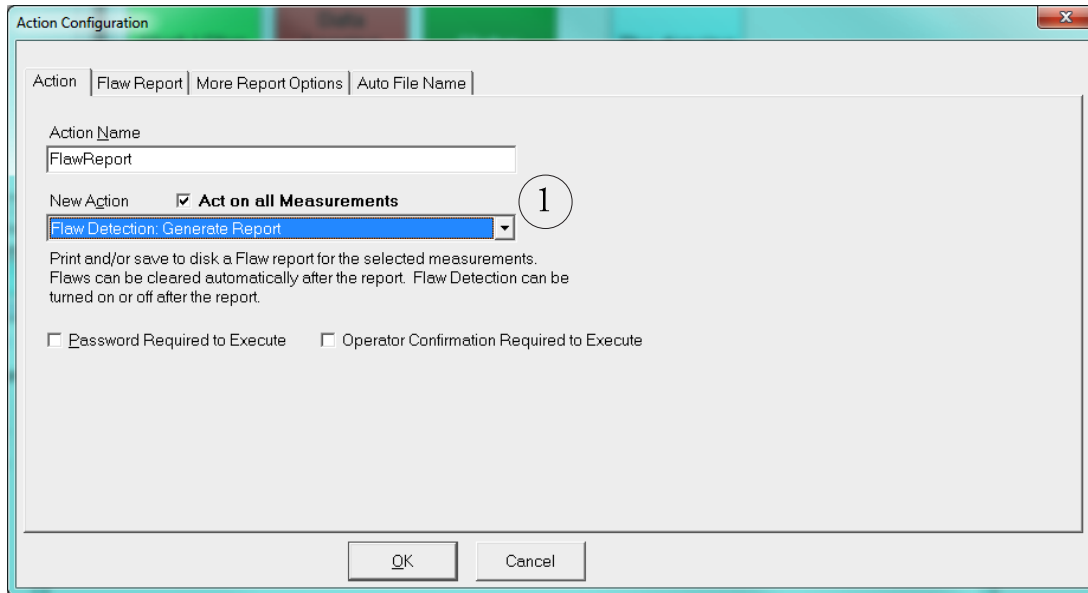 Data
Action Configuration
Action
Flaw Report
More Report Options
Auto File Name
Action Name
FlawReport
New Action
Act on all Measurements
1
Flaw Detection: Generate Report
Print and/or save to disk a Flaw report for the selected measurements.
Flaws can be cleared automatically after the report. Flaw Detection can be
turned on or off after the report.
Password Required to Execute
Operator Confirmation Required to Execute
OK
Cancel